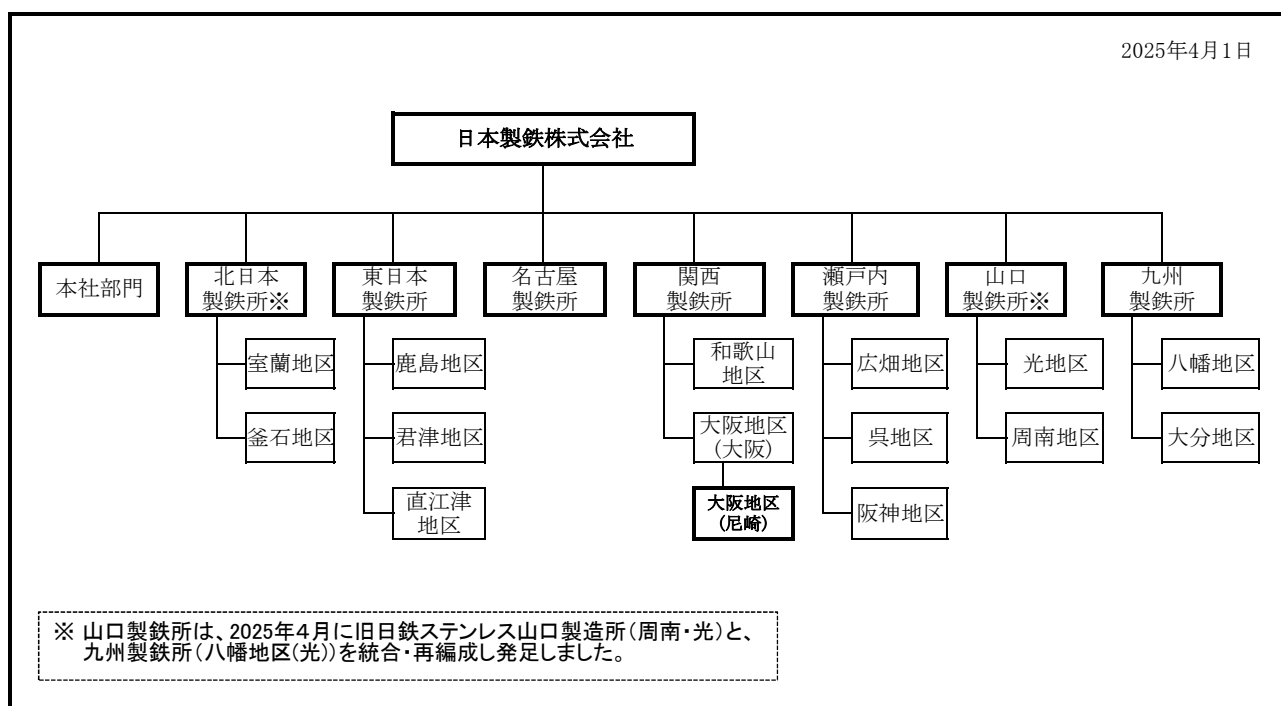 2025年4月1日
日本製鉄株式会社
本社部門
北日本
製鉄所※
東日本
製鉄所
名古屋
製鉄所
関西
製鉄所
瀬戸内
製鉄所
山口
製鉄所※
九州
製鉄所
室蘭地区
釜石地区
鹿島地区
君津地区
直江津
地区
和歌山
地区
大阪地区
(大阪)
大阪地区
(尼崎)
広畑地区
呉地区
阪神地区
光地区
周南地区
八幡地区
大分地区
※ 山口製鉄所は、2025年4月に旧日鉄ステンレス山口製造所(周南・光)と、
九州製鉄所(八幡地区(光))を統合・再編成し発足しました。